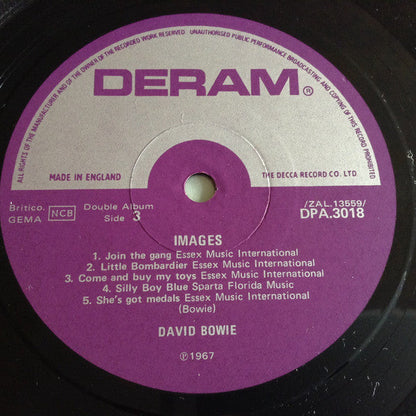 ALL RIGHTS OF THE MANUFACTURER AND OF THE OWNER OF THE RECORDED WORK RESERVED UNAUTHORISED PUBLIC PERFORMANCE BROADCASTING AND COPYING OF THIS RECORD PROHIBITED
DERAM®
MADE IN ENGLAND THE DECCA RECORD CO. LTD.
Britico. NCB Double Album /ZAL.13559/
GEMA Side 3 DPA.3018
IMAGES
1. Join the gang Essex Music International
2. Little Bombardier Essex Music International
3. Come and buy my toys Essex Music International
4. Silly Boy Blue Sparta Florida Music
5. She's got medals Essex Music International
(Bowie)
DAVID BOWIE
℗1967